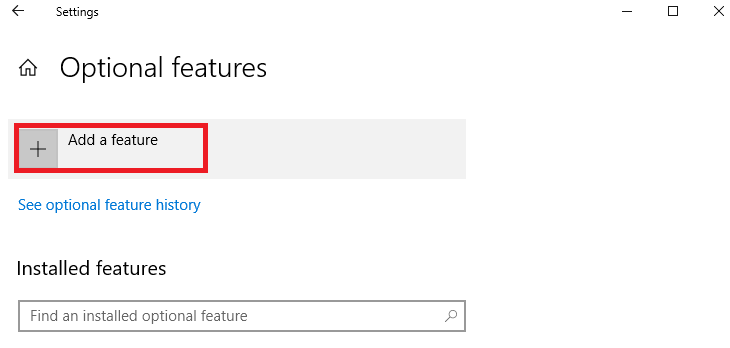 Settings
Optional features
Add a feature
See optional feature history
Installed features
Find an installed optional feature